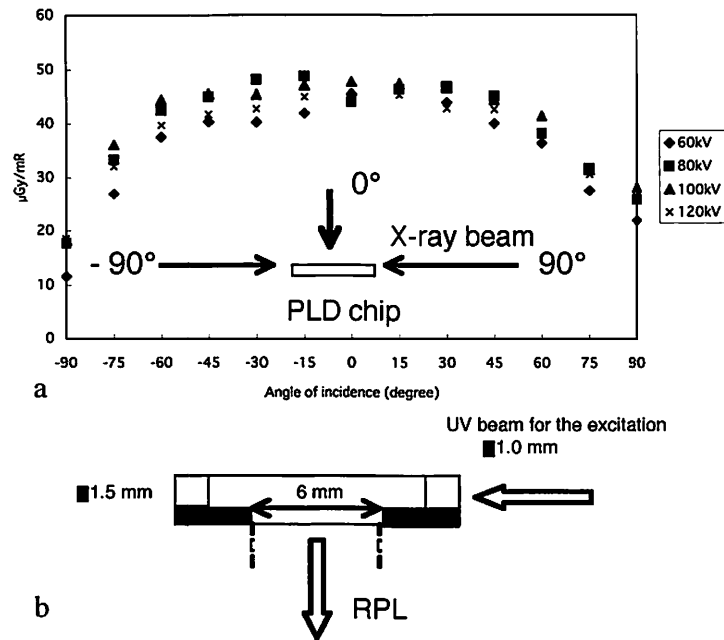 60
50
40
30
20
10
0
µGy/mR
0°
X-ray beam
- 90°
90°
PLD chip
◆ 60kV
■ 80kV
▲ 100kV
× 120kV
-90 -75 -60 -45 -30 -15 0 15 30 45 60 75 90
Angle of incidence (degree)
a
UV beam for the excitation
■1.0 mm
■1.5 mm
6 mm
RPL
b